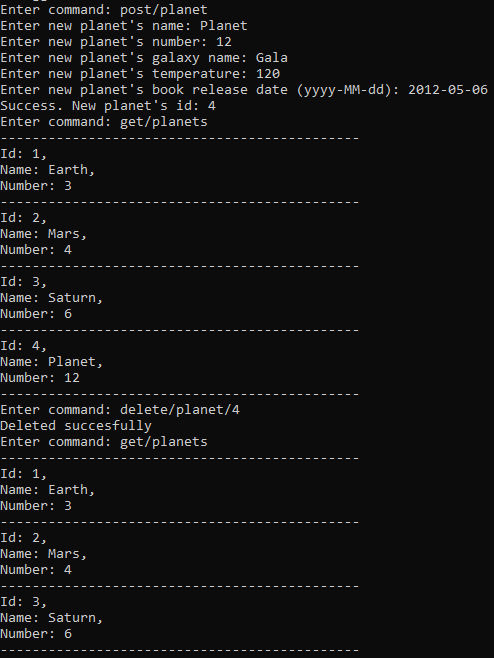 Enter command: post/planet
Enter new planet's name: Planet
Enter new planet's number: 12
Enter new planet's galaxy name: Gala
Enter new planet's temperature: 120
Enter new planet's book release date (yyyy-MM-dd): 2012-05-06
Success. New planet's id: 4
Enter command: get/planets
---------------------------------------------
Id: 1,
Name: Earth,
Number: 3
---------------------------------------------
Id: 2,
Name: Mars,
Number: 4
---------------------------------------------
Id: 3,
Name: Saturn,
Number: 6
---------------------------------------------
Id: 4,
Name: Planet,
Number: 12
---------------------------------------------
Enter command: delete/planet/4
Deleted succesfully
Enter command: get/planets
---------------------------------------------
Id: 1,
Name: Earth,
Number: 3
---------------------------------------------
Id: 2,
Name: Mars,
Number: 4
---------------------------------------------
Id: 3,
Name: Saturn,
Number: 6
---------------------------------------------